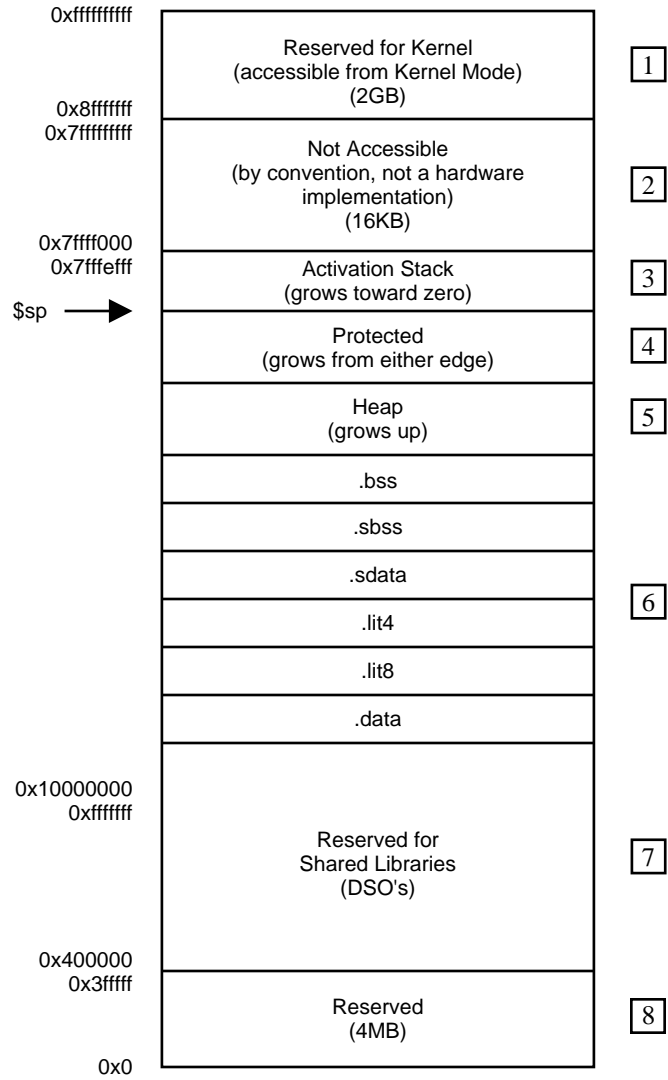 0xffffffffff
Reserved for Kernel
(accessible from Kernel Mode)
(2GB)
1
0x8fffffff
0x7fffffffff
Not Accessible
(by convention, not a hardware
implementation)
(16KB)
2
0x7ffff000
0x7fffefff
Activation Stack
(grows toward zero)
3
$sp
Protected
(grows from either edge)
4
Heap
(grows up)
5
.bss
.sbss
.sdata
6
.lit4
.lit8
.data
0x10000000
0xfffffff
Reserved for
Shared Libraries
(DSO's)
7
0x400000
0x3fffff
Reserved
(4MB)
8
0x0